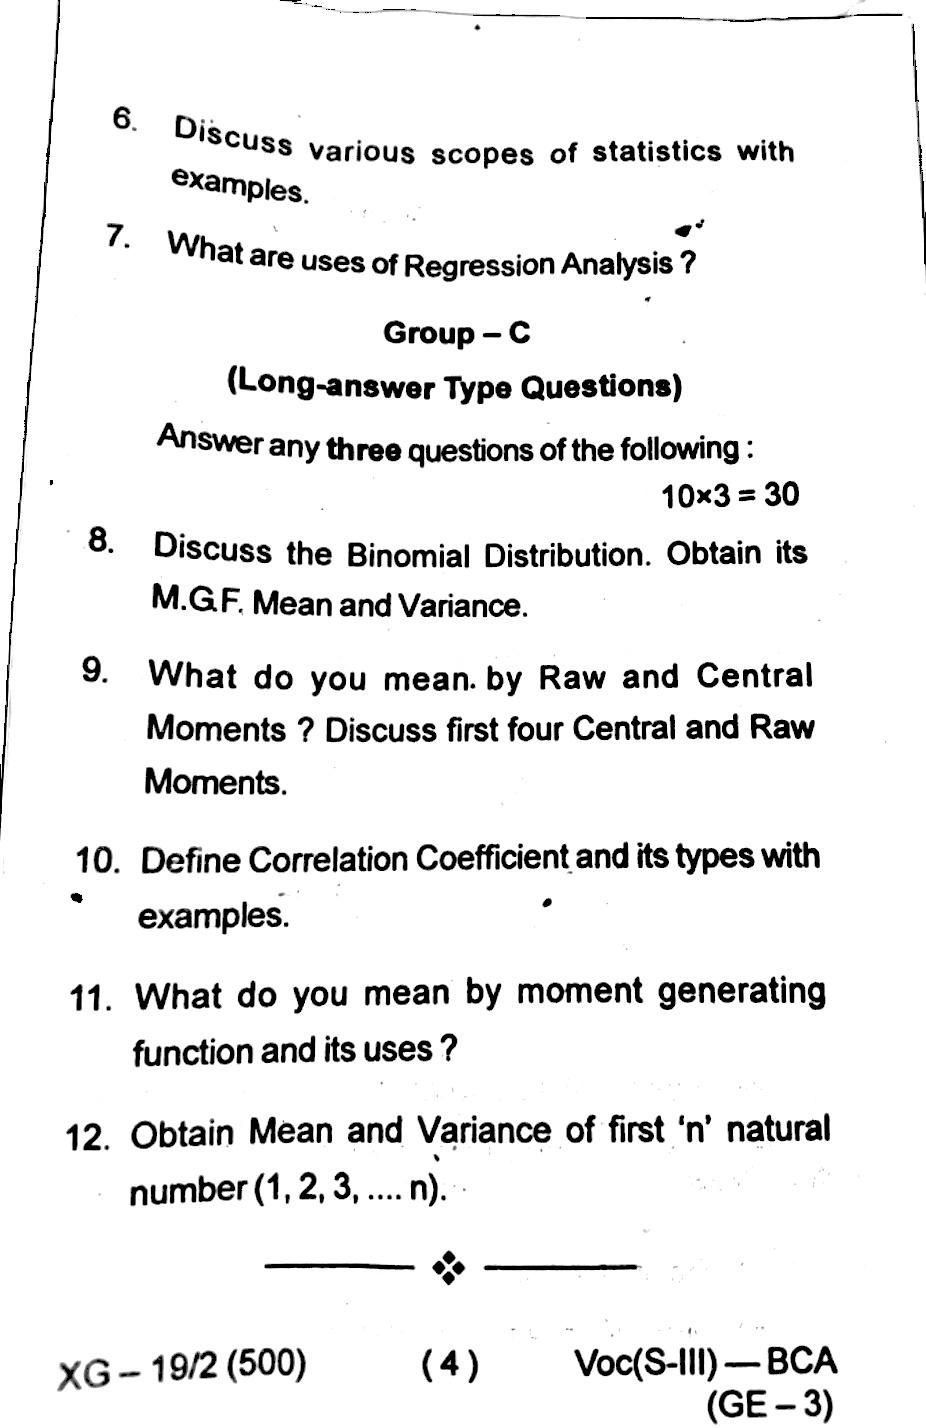 6. Discuss various scopes of statistics with
examples.
7. What are uses of Regression Analysis ?
Group – C
(Long-answer Type Questions)
Answer any three questions of the following :
10×3 = 30
8. Discuss the Binomial Distribution. Obtain its
M.G.F. Mean and Variance.
9. What do you mean. by Raw and Central
Moments ? Discuss first four Central and Raw
Moments.
10. Define Correlation Coefficient and its types with
examples.
11. What do you mean by moment generating
function and its uses ?
12. Obtain Mean and Variance of first 'n' natural
number (1, 2, 3, .... n).
XG – 19/2 (500) (4) Voc(S-III) — BCA
(GE – 3)